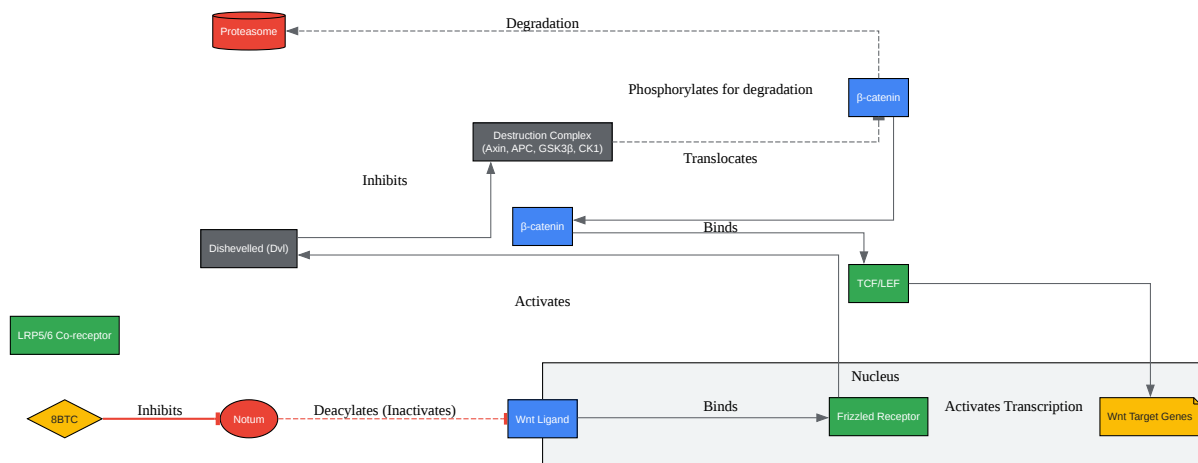 Degradation
Proteasome
Phosphorylates for degradation
β-catenin
Destruction Complex
(Axin, APC, GSK3β, CK1)
Translocates
Inhibits
β-catenin
Binds
Dishevelled (Dvl)
TCF/LEF
Activates
LRP5/6 Co-receptor
Nucleus
8BTC
Inhibits
Notum
Deacylates (Inactivates)
Wnt Ligand
Binds
Frizzled Receptor
Activates Transcription
Wnt Target Genes